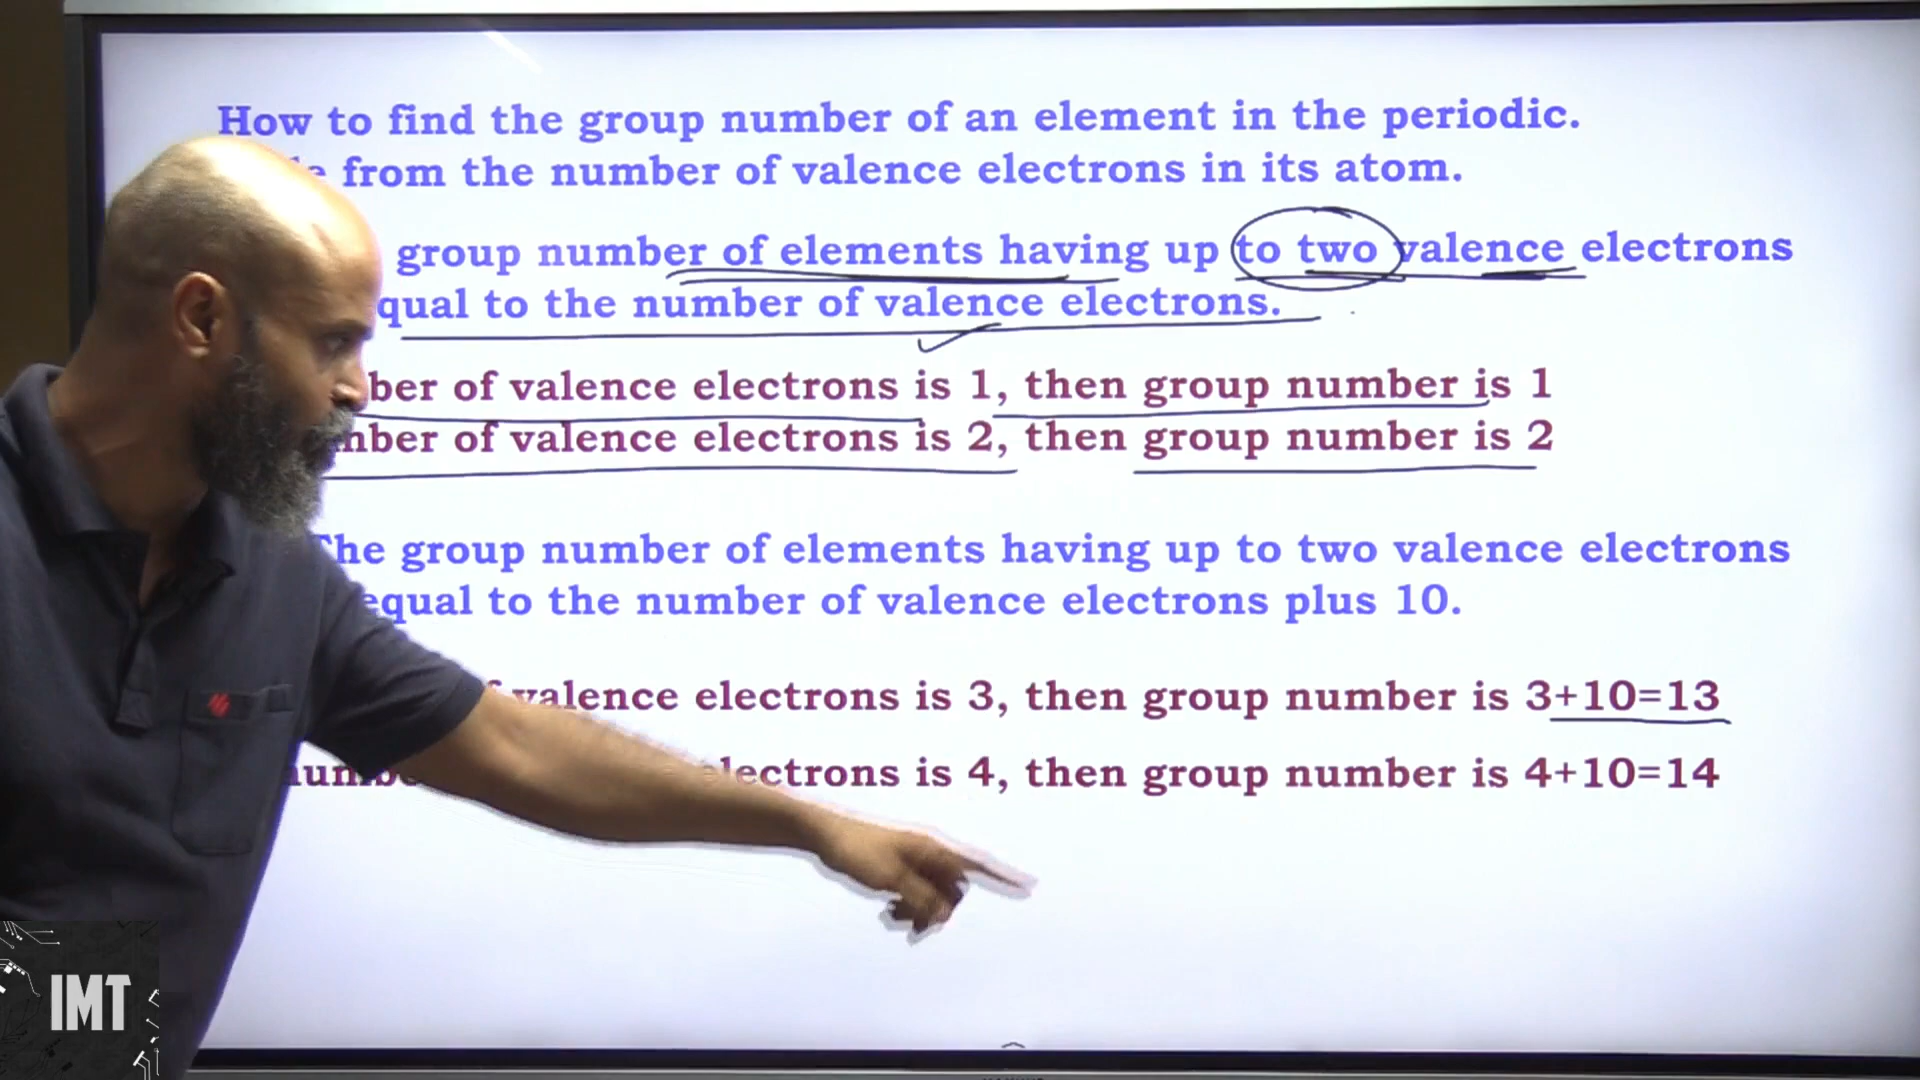 How to find the group number of an element in the periodic.
from the number of valence electrons in its atom.
group number of elements having up to two valence electrons
qual to the number of valence electrons.
ber of valence electrons is 1, then group number is 1
nber of valence electrons is 2, then group number is 2
The group number of elements having up to two valence electrons
equal to the number of valence electrons plus 10.
valence electrons is 3, then group number is 3+10=13
lectrons is 4, then group number is 4+10=14
IMT